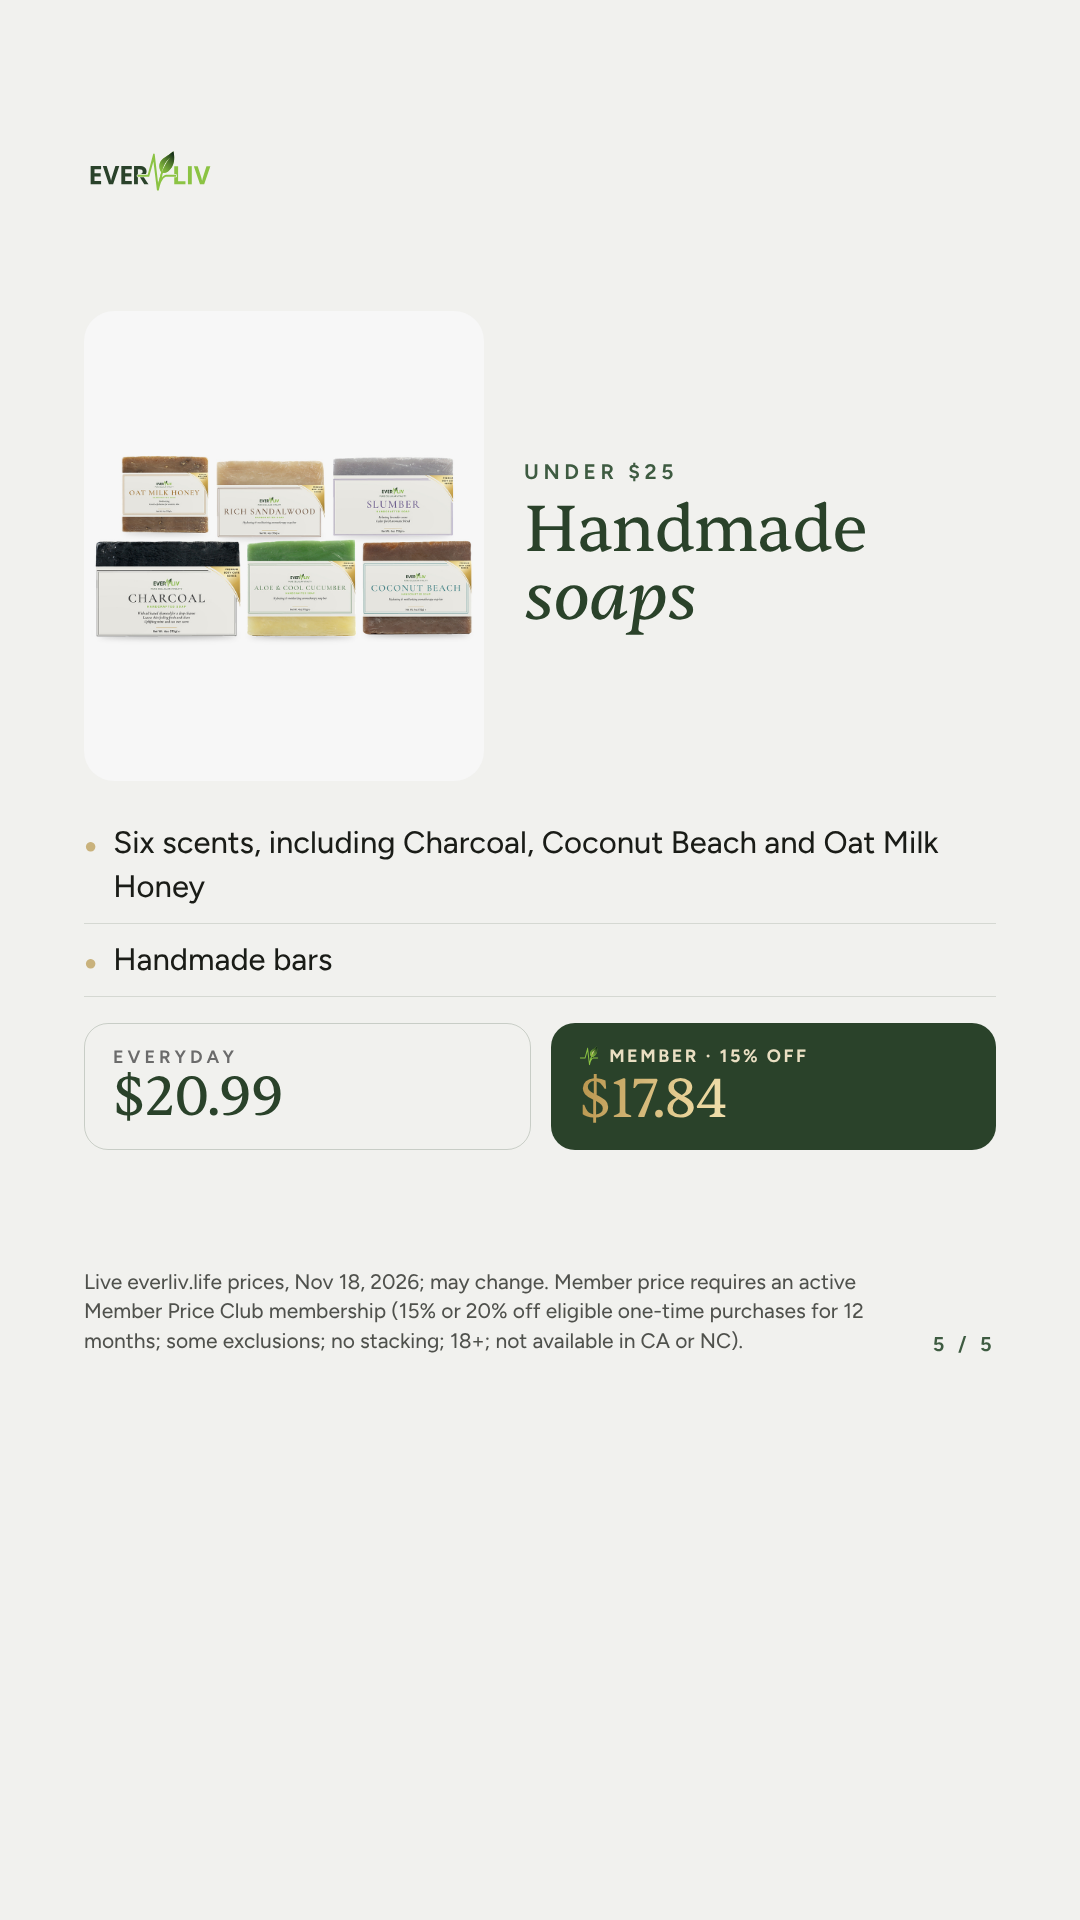 EVER LIV
OAT MILK HONEY
RICH SANDALWOOD
SLUMBER
CHARCOAL
ALOE & COOL CUCUMBER
COCONUT BEACH
UNDER $25
Handmade
soaps
Six scents, including Charcoal, Coconut Beach and Oat Milk
Honey
Handmade bars
EVERYDAY
$20.99
MEMBER · 15% OFF
$17.84
Live everliv.life prices, Nov 18, 2026; may change. Member price requires an active
Member Price Club membership (15% or 20% off eligible one-time purchases for 12
months; some exclusions; no stacking; 18+; not available in CA or NC).
5 / 5